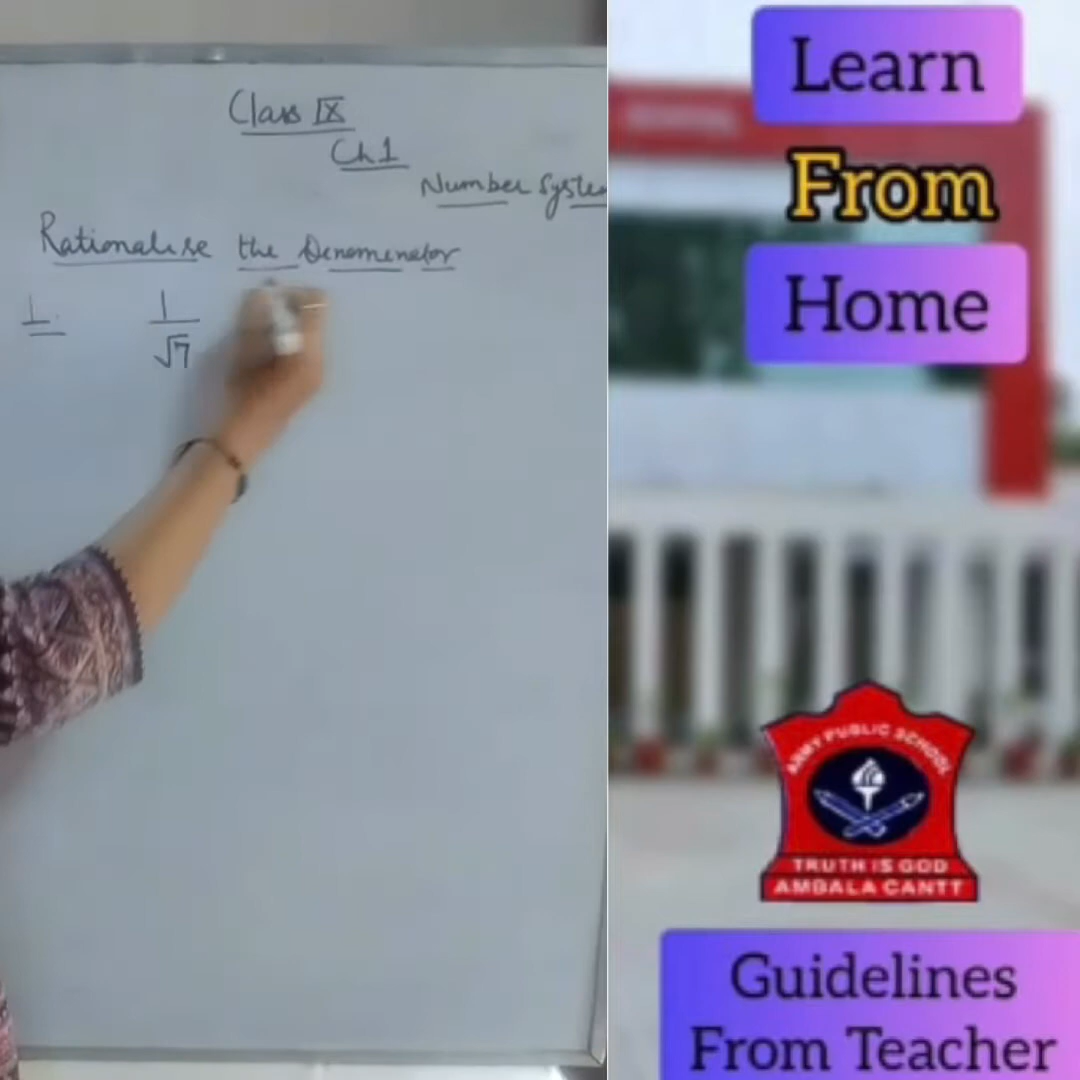 Class IX
Ch 1
Number System
Rationalise the Denomenator
1.
1
√7
Learn
From
Home
ARMY PUBLIC SCHOOL
TRUTH IS GOD
AMBALA CANTT
Guidelines
From Teacher